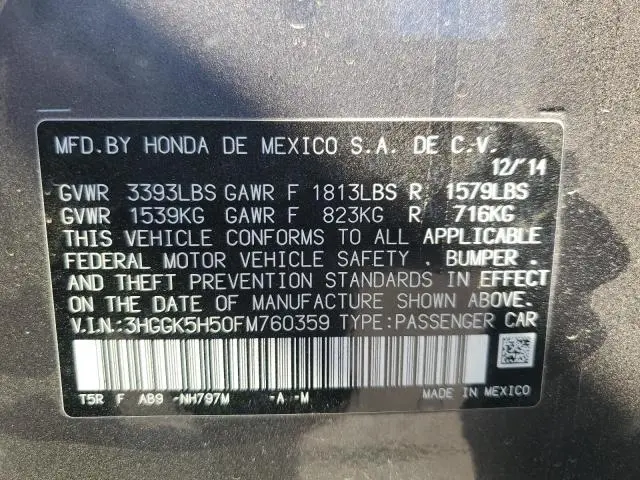 MFD.BY HONDA DE MEXICO S.A. DE C.V.
12/'14
GVWR 3393LBS GAWR F 1813LBS R 1579LBS
GVWR 1539KG GAWR F 823KG R 716KG
THIS VEHICLE CONFORMS TO ALL APPLICABLE
FEDERAL MOTOR VEHICLE SAFETY . BUMPER .
AND THEFT PREVENTION STANDARDS IN EFFECT
ON THE DATE OF MANUFACTURE SHOWN ABOVE.
V.I.N.:3HGGK5H50FM760359 TYPE:PASSENGER CAR
T5R F AB9 -NH797M -A -M
MADE IN MEXICO